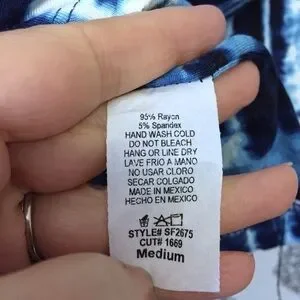 95% Rayon
5% Spandex
HAND WASH COLD
DO NOT BLEACH
HANG OR LINE DRY
LAVE FRIO A MANO
NO USAR CLORO
SECAR COLGADO
MADE IN MEXICO
HECHO EN MEXICO
STYLE# SF2675
CUT# 1669
Medium